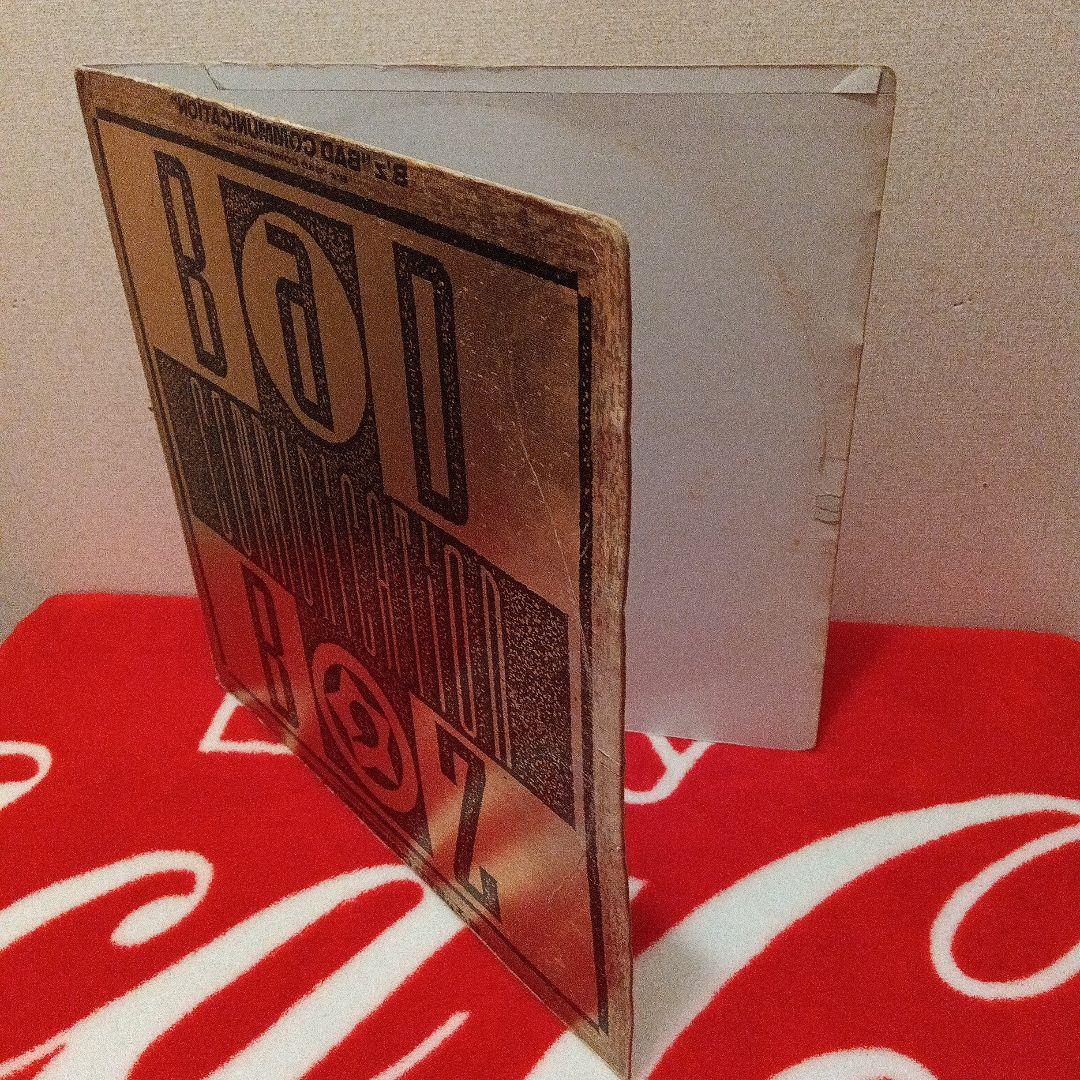 B'z "BAD COMMUNICATION"
BaD
COMMUNICATION
B'z